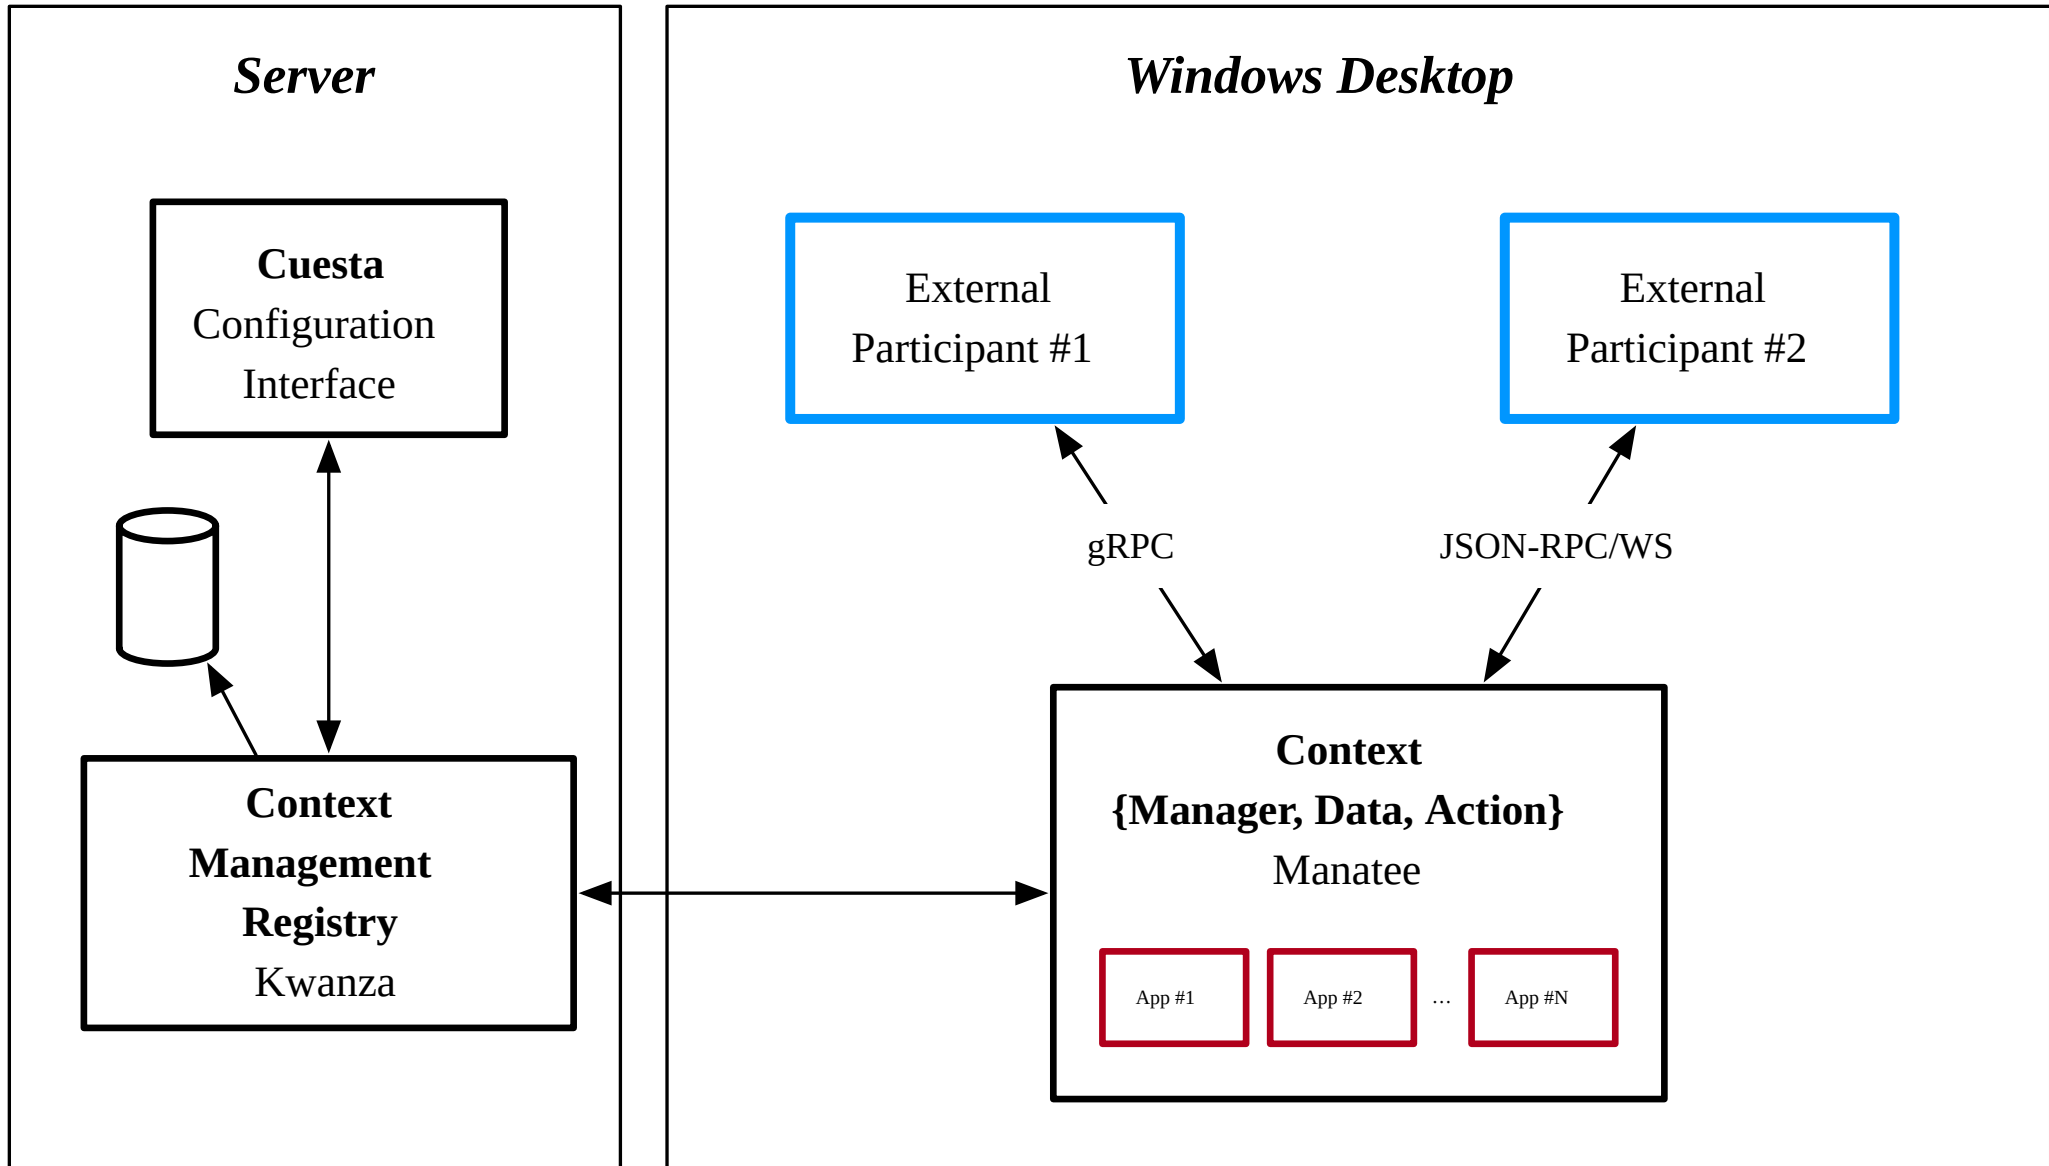 Server
Cuesta
Configuration
Interface
Context
Management
Registry
Kwanza
Windows Desktop
External
Participant #1
External
Participant #2
gRPC
JSON-RPC/WS
Context
{Manager, Data, Action}
Manatee
App #1
App #2
...
App #N